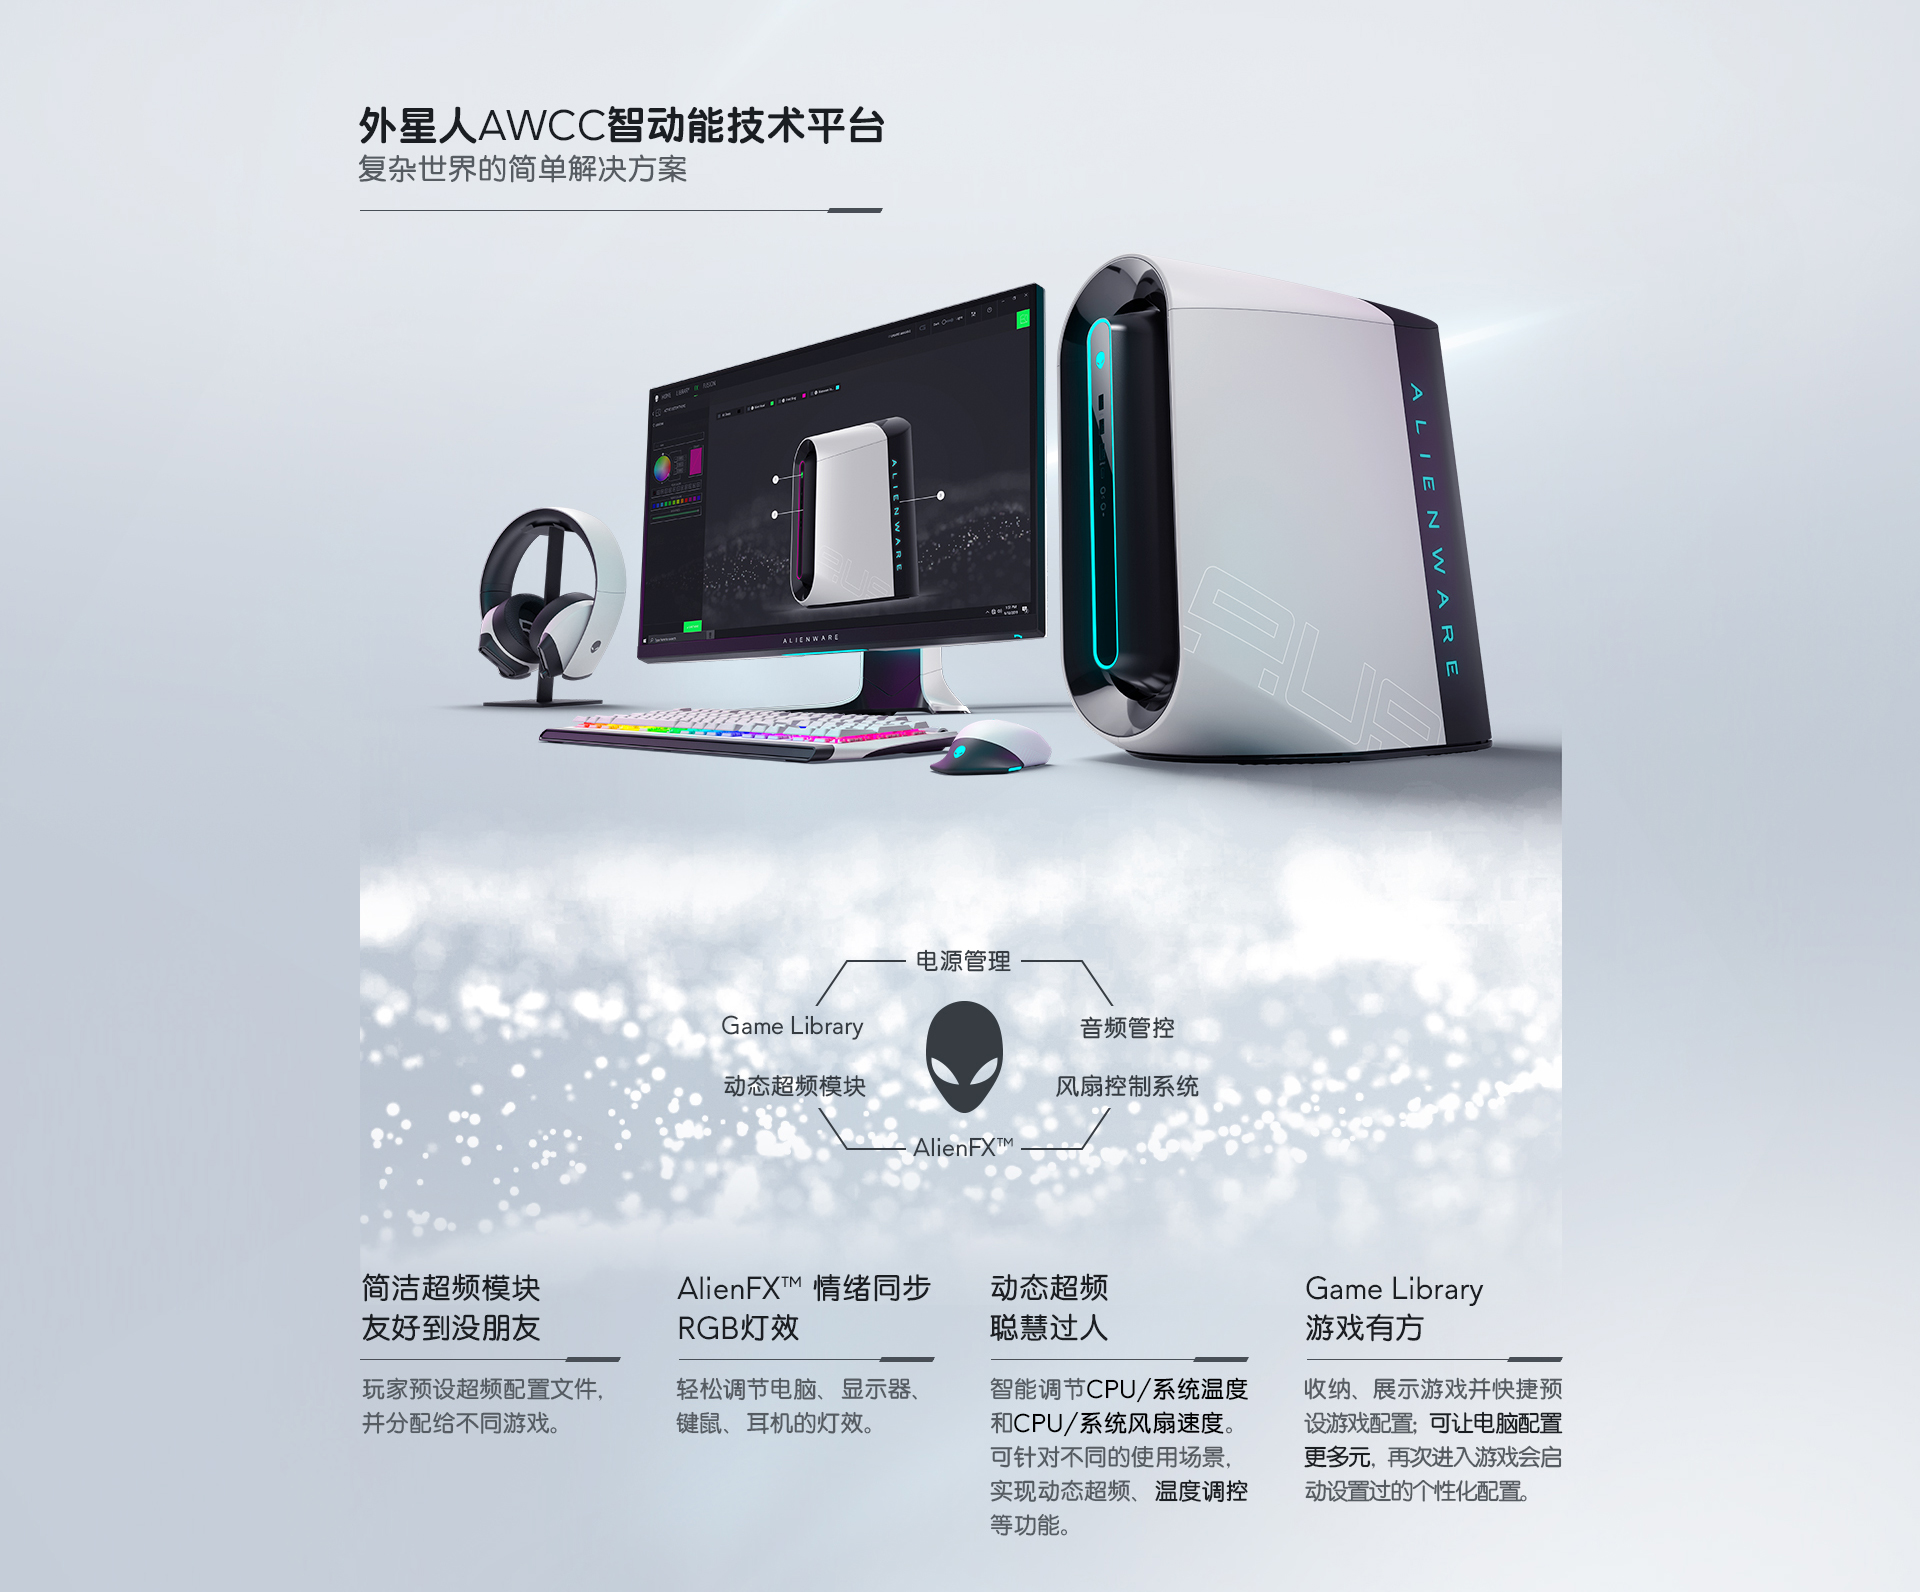 外星人AWCC智动能技术平台
复杂世界的简单解决方案
HOME LIBRARY FUSION
ALIENWARE
ALIENWARE
ALIENWARE
电源管理
Game Library
音频管控
动态超频模块
风扇控制系统
AlienFX™
简洁超频模块
友好到没朋友
玩家预设超频配置文件,
并分配给不同游戏。
AlienFX™ 情绪同步
RGB灯效
轻松调节电脑、显示器、
键鼠、耳机的灯效。
动态超频
聪慧过人
智能调节CPU/系统温度
和CPU/系统风扇速度。
可针对不同的使用场景,
实现动态超频、温度调控
等功能。
Game Library
游戏有方
收纳、展示游戏并快捷预
设游戏配置; 可让电脑配置
更多元, 再次进入游戏会启
动设置过的个性化配置。